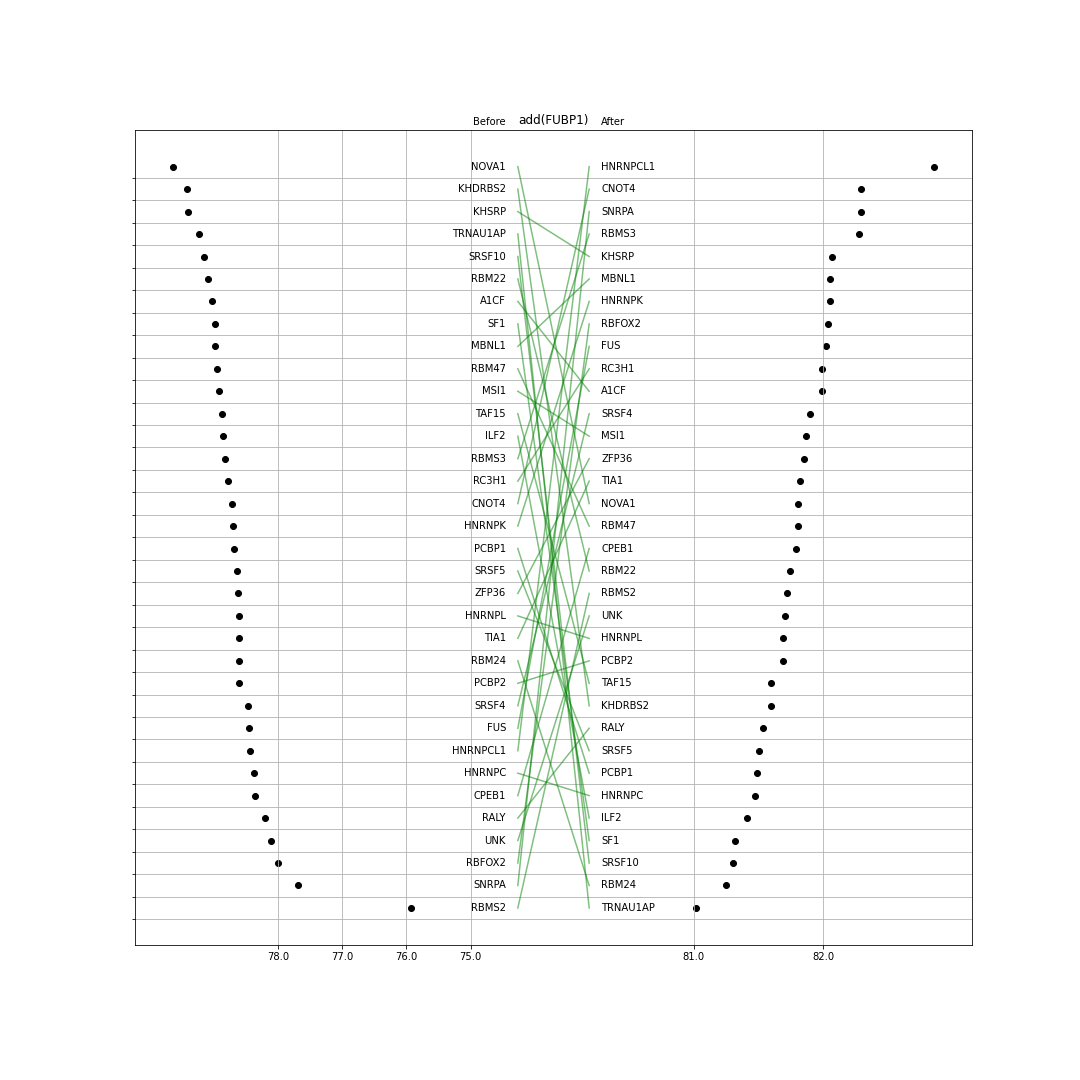 Before add(FUBP1) After
NOVA1 HNRNPCL1
KHDRBS2 CNOT4
KHSRP SNRPA
TRNAU1AP RBMS3
SRSF10 KHSRP
RBM22 MBNL1
A1CF HNRNPK
SF1 RBFOX2
MBNL1 FUS
RBM47 RC3H1
MSI1 A1CF
TAF15 SRSF4
ILF2 MSI1
RBMS3 ZFP36
RC3H1 TIA1
CNOT4 NOVA1
HNRNPK RBM47
PCBP1 CPEB1
SRSF5 RBM22
ZFP36 RBMS2
HNRNPL UNK
TIA1 HNRNPL
RBM24 PCBP2
PCBP2 TAF15
SRSF4 KHDRBS2
FUS RALY
HNRNPCL1 SRSF5
HNRNPC PCBP1
CPEB1 HNRNPC
RALY ILF2
UNK SF1
RBFOX2 SRSF10
SNRPA RBM24
RBMS2 TRNAU1AP
78.0 77.0 76.0 75.0 81.0 82.0